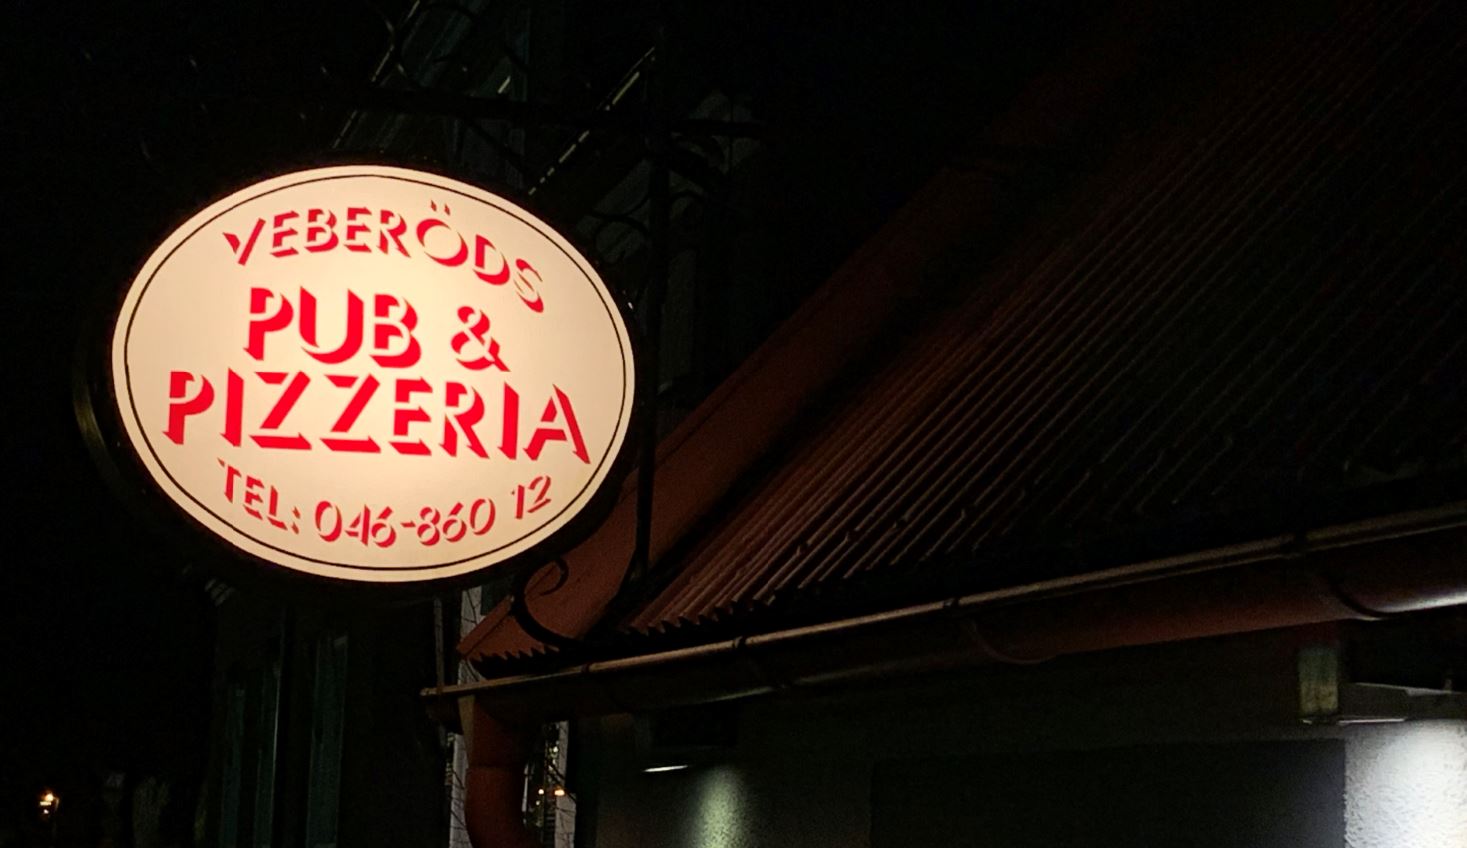 VEBERÖDS
PUB &
PIZZERIA
TEL: 046-860 12